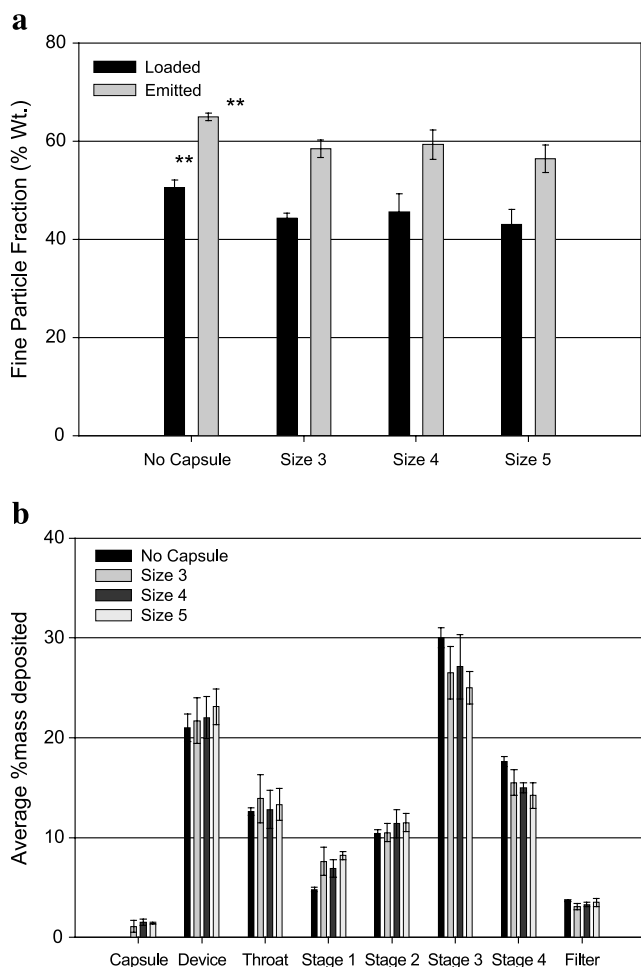 a
80
60
40
20
0
Fine Particle Fraction (% Wt.)
Loaded
Emitted
**
**
No Capsule Size 3 Size 4 Size 5
b
40
30
20
10
0
Average %mass deposited
No Capsule
Size 3
Size 4
Size 5
Capsule Device Throat Stage 1 Stage 2 Stage 3 Stage 4 Filter